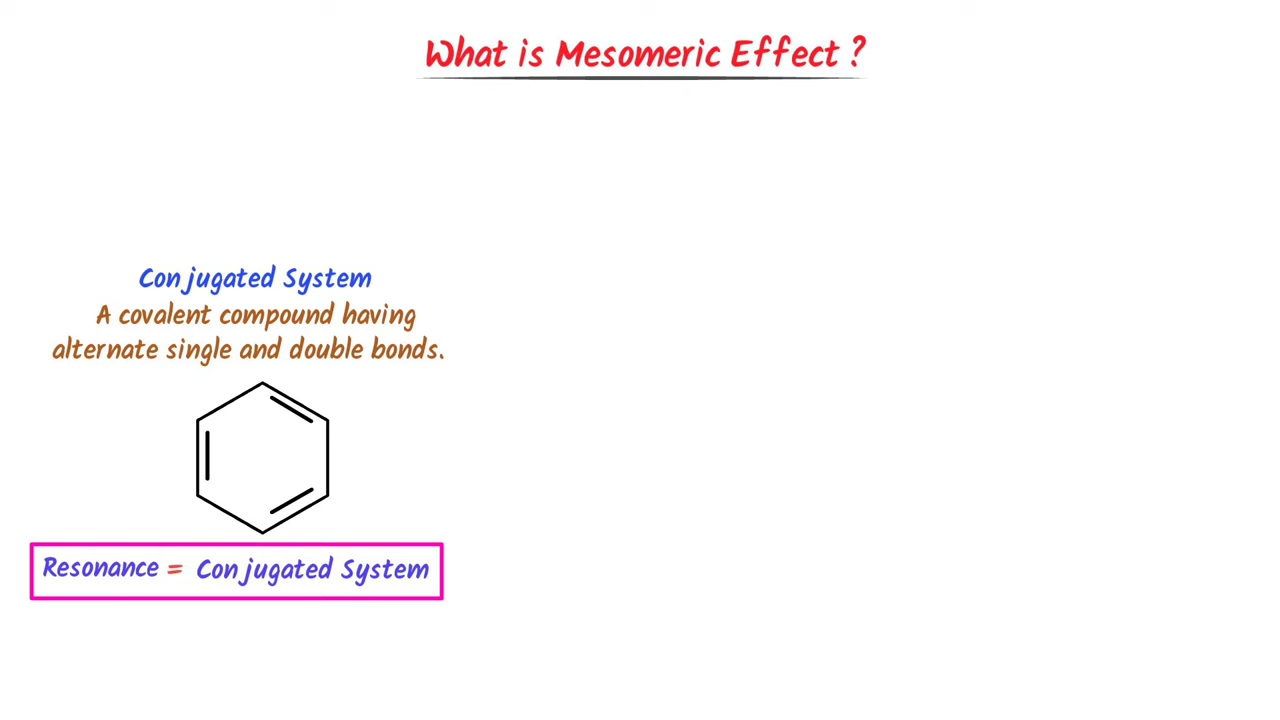 What is Mesomeric Effect ?
Conjugated System
A covalent compound having
alternate single and double bonds.
Resonance = Conjugated System